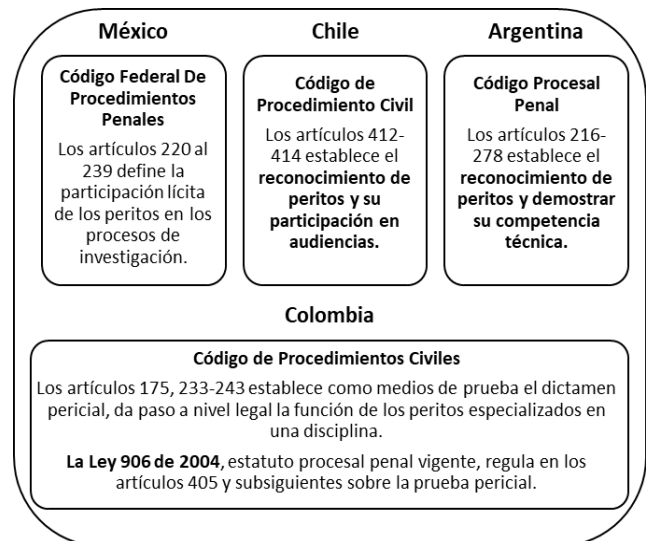 México
Código Federal De
Procedimientos
Penales
Los artículos 220 al
239 define la
participación lícita
de los peritos en los
procesos de
investigación.
Chile
Código de
Procedimiento Civil
Los artículos 412-
414 establece el
reconocimiento de
peritos y su
participación en
audiencias.
Argentina
Código Procesal
Penal
Los artículos 216-
278 establece el
reconocimiento de
peritos y demostrar
su competencia
técnica.
Colombia
Código de Procedimientos Civiles
Los artículos 175, 233-243 establece como medios de prueba el dictamen
pericial, da paso a nivel legal la función de los peritos especializados en
una disciplina.
La Ley 906 de 2004, estatuto procesal penal vigente, regula en los
artículos 405 y subsiguientes sobre la prueba pericial.